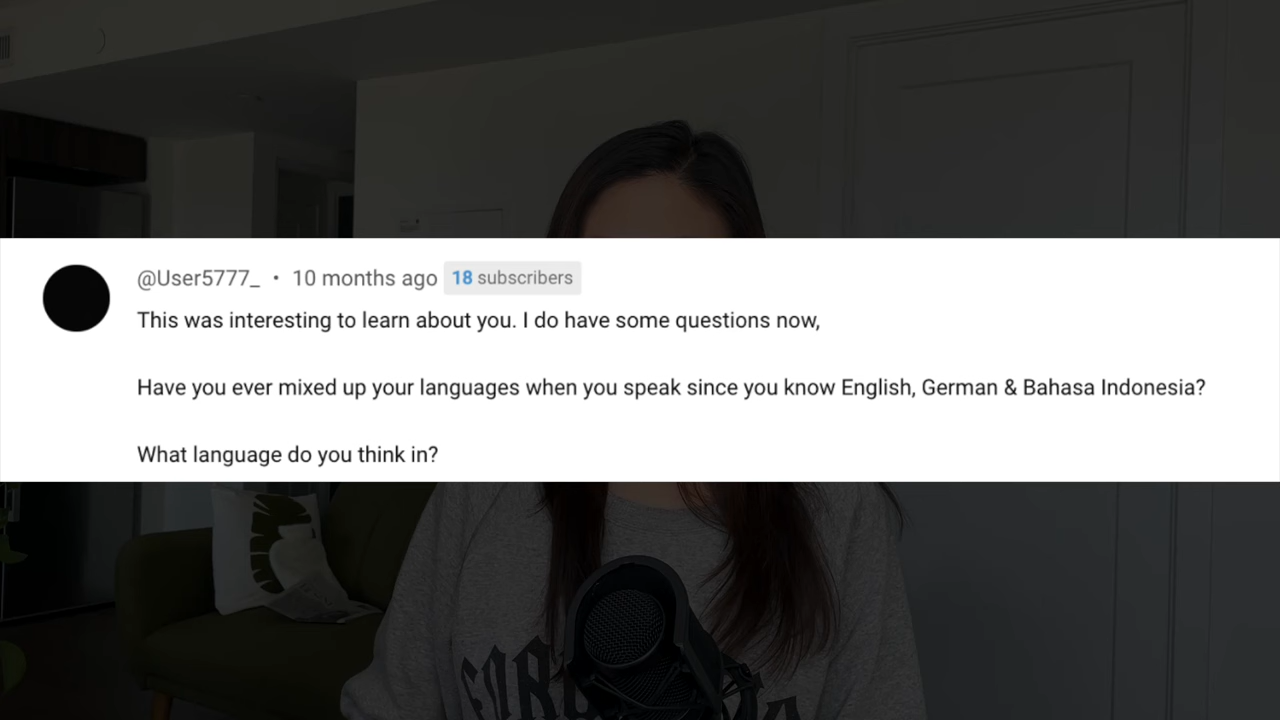 @User5777_ • 10 months ago 18 subscribers
This was interesting to learn about you. I do have some questions now,
Have you ever mixed up your languages when you speak since you know English, German & Bahasa Indonesia?
What language do you think in?